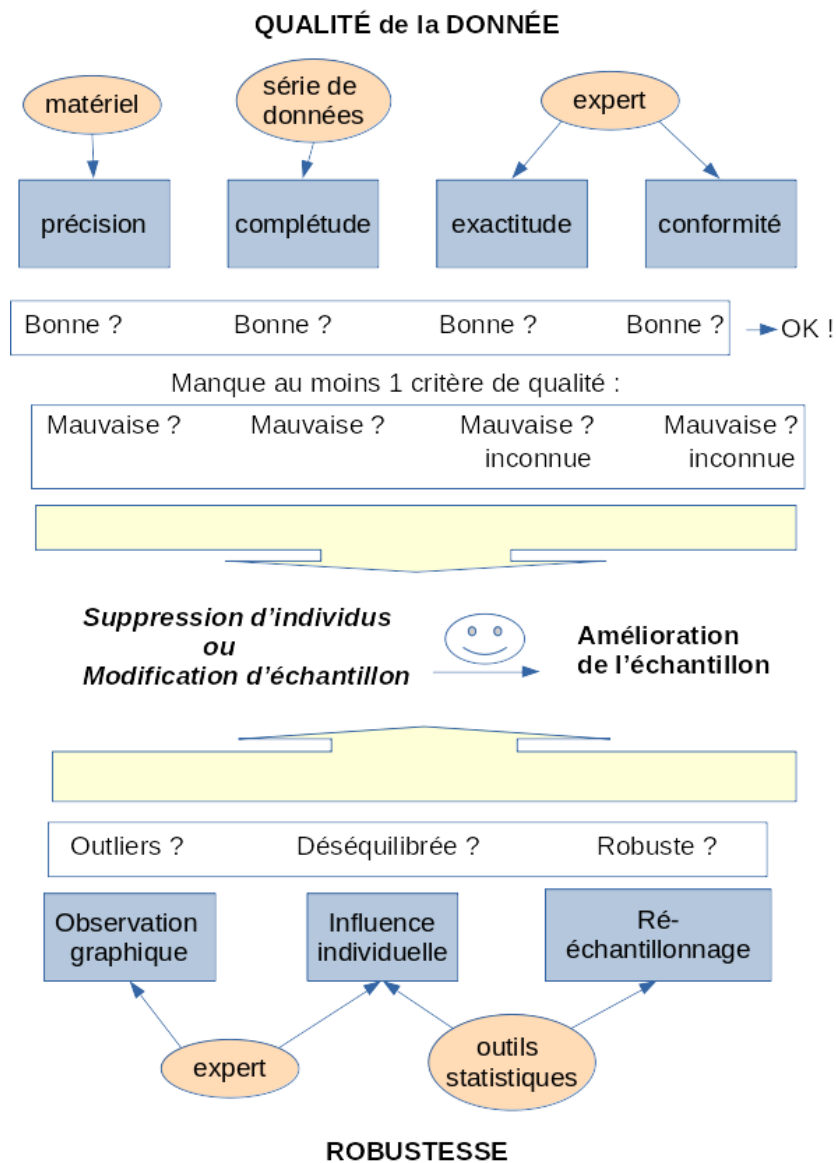 QUALITÉ de la DONNÉE
matériel
série de
données
expert
précision
complétude
exactitude
conformité
Bonne ? Bonne ? Bonne ? Bonne ? OK !
Manque au moins 1 critère de qualité :
Mauvaise ? Mauvaise ? Mauvaise ? Mauvaise ?
inconnue inconnue
Suppression d’individus
ou
Modification d’échantillon
Amélioration
de l’échantillon
Outliers ? Déséquilibrée ? Robuste ?
Observation
graphique
Influence
individuelle
Ré-
échantillonnage
expert
outils
statistiques
ROBUSTESSE